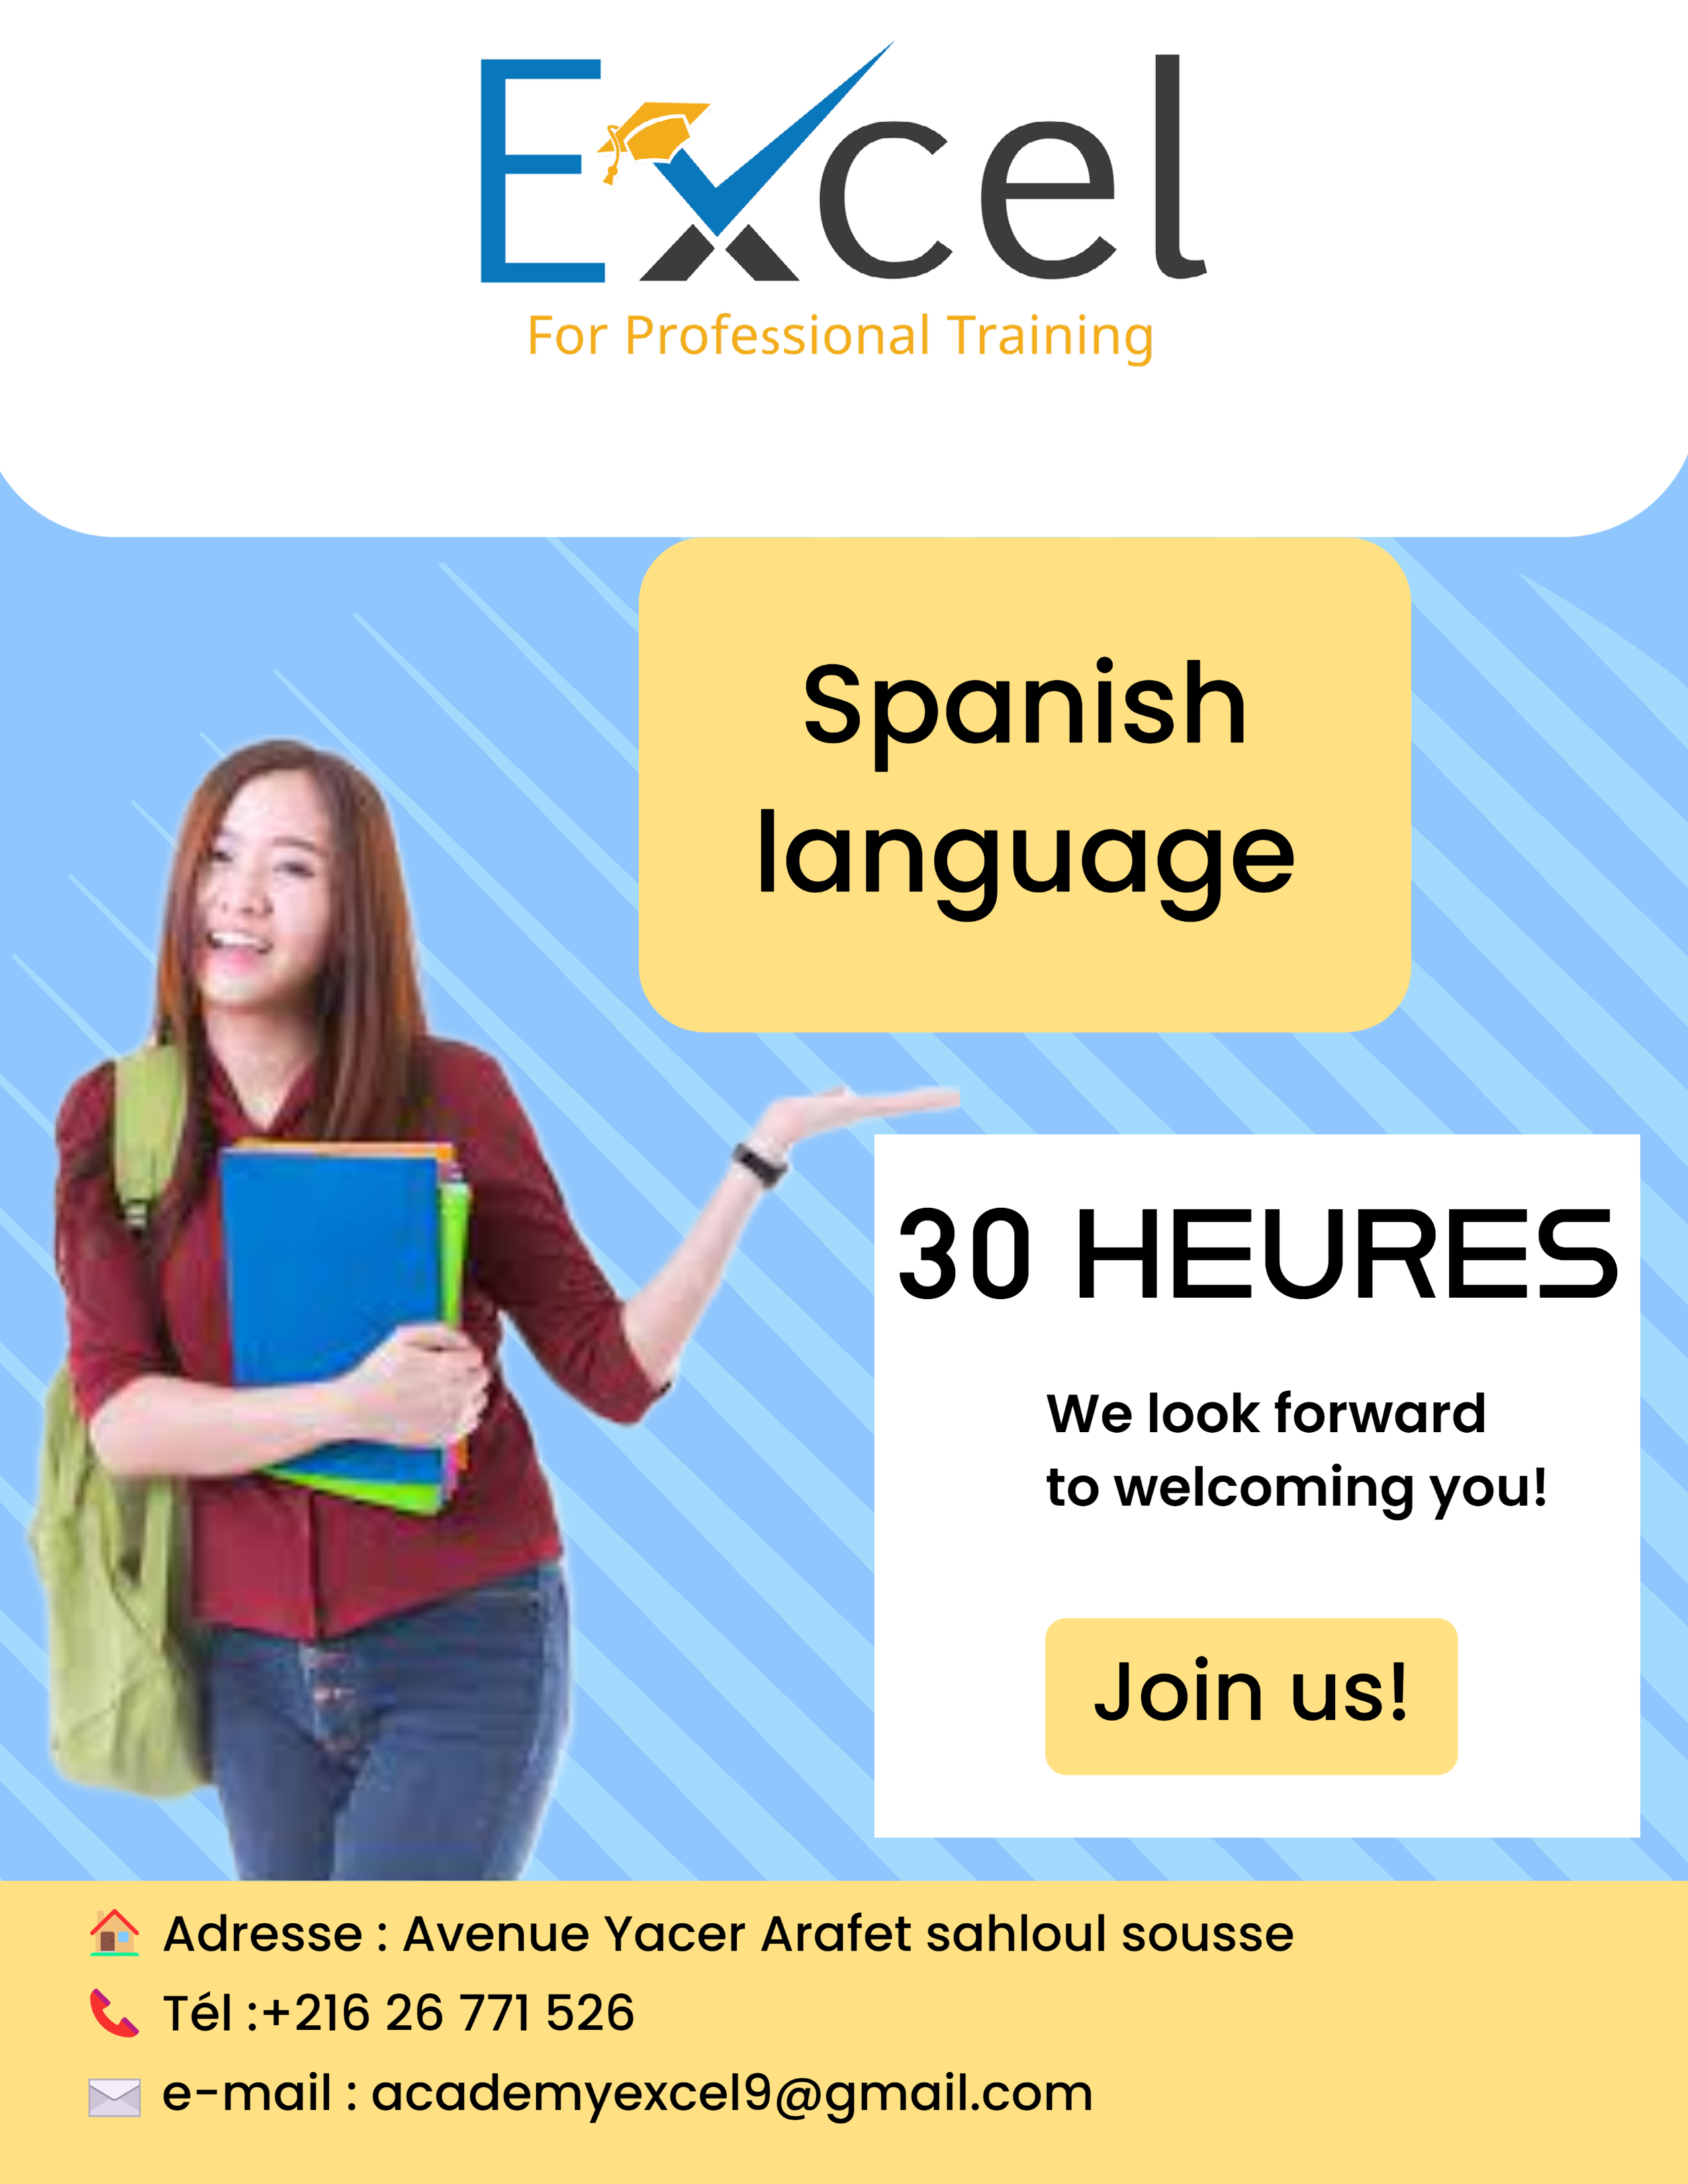 Excel
For Professional Training
Spanish
language
30 HEURES
We look forward
to welcoming you!
Join us!
Adresse : Avenue Yacer Arafet sahloul sousse
Tél :+216 26 771 526
e-mail : academyexcel9@gmail.com